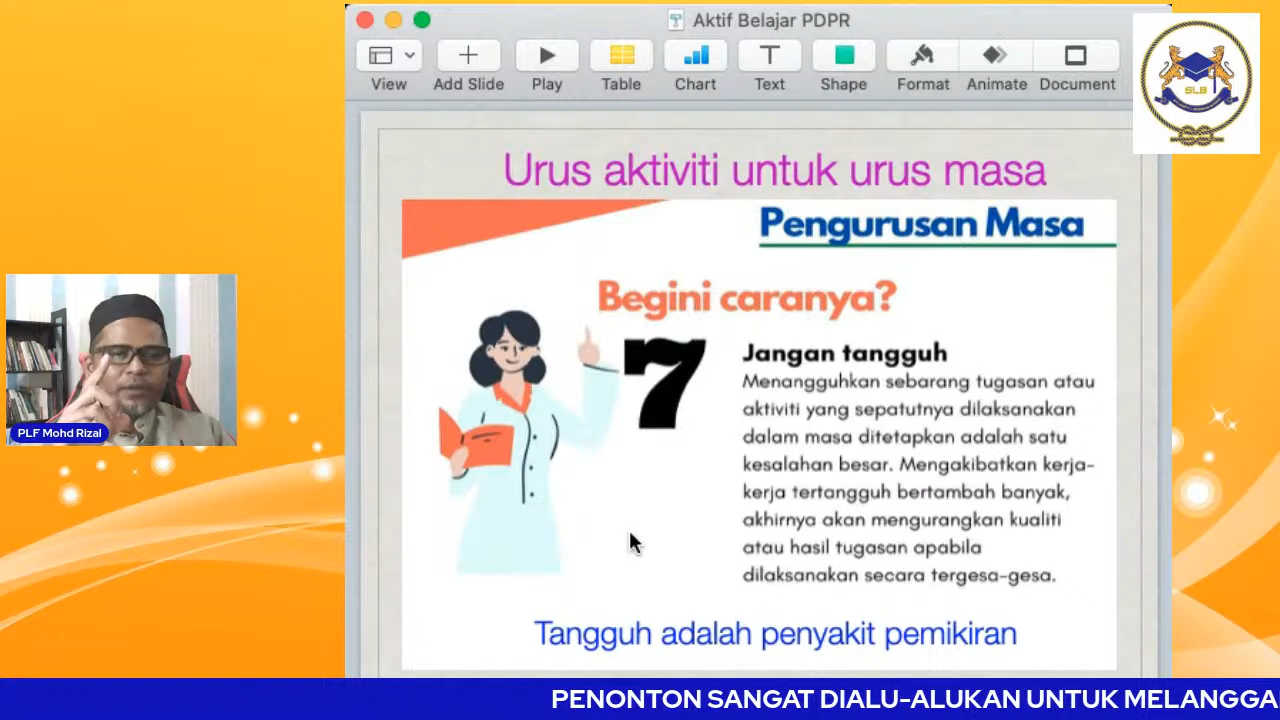 Aktif Belajar PDPR
View Add Slide Play Table Chart Text Shape Format Animate Document
SLB
Urus aktiviti untuk urus masa
Pengurusan Masa
Begini caranya?
7
Jangan tangguh
Menangguhkan sebarang tugasan atau
aktiviti yang sepatutnya dilaksanakan
dalam masa ditetapkan adalah satu
kesalahan besar. Mengakibatkan kerja-
kerja tertangguh bertambah banyak,
akhirnya akan mengurangkan kualiti
atau hasil tugasan apabila
dilaksanakan secara tergesa-gesa.
Tangguh adalah penyakit pemikiran
PLF Mohd Rizal
PENONTON SANGAT DIALU-ALUKAN UNTUK MELANGGA